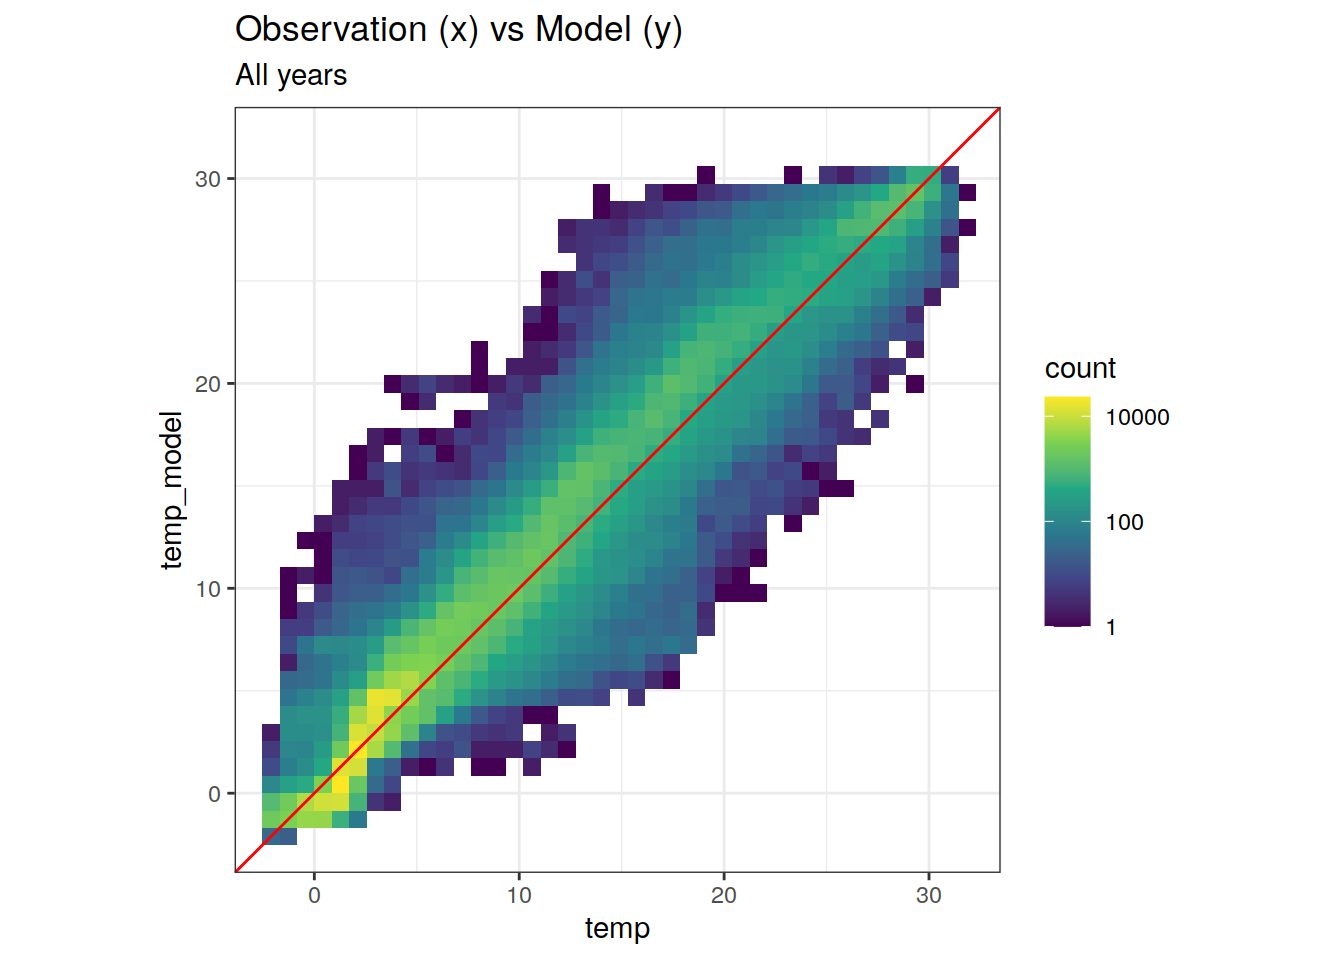 Observation (x) vs Model (y)
All years
temp_model
30
20
10
0
0 10 20 30
temp
count
10000
100
1